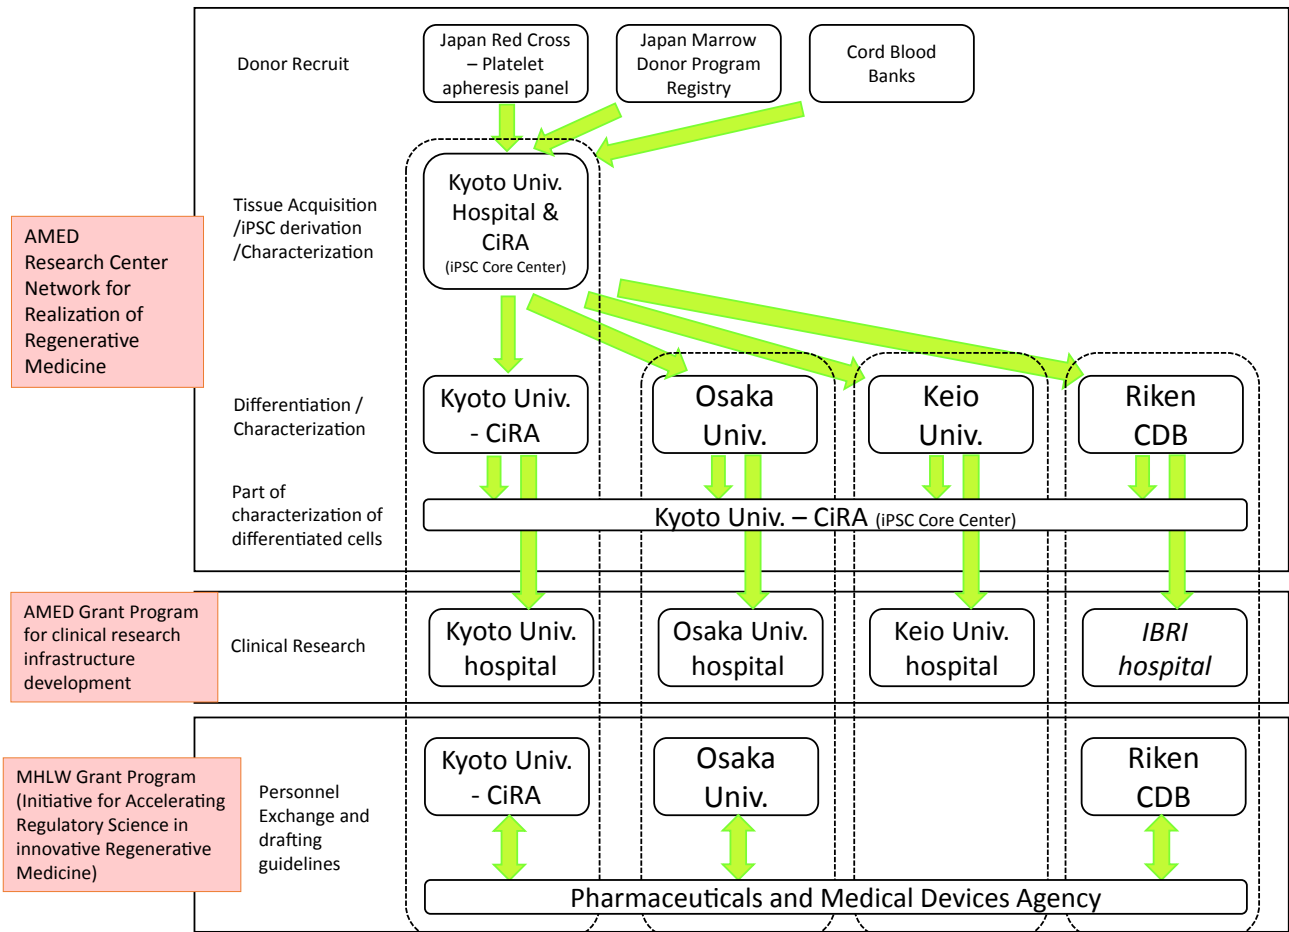 Donor Recruit
Japan Red Cross
– Platelet
apheresis panel
Japan Marrow
Donor Program
Registry
Cord Blood
Banks
AMED
Research Center
Network for
Realization of
Regenerative
Medicine
Tissue Acquisition
/iPSC derivation
/Characterization
Kyoto Univ.
Hospital &
CiRA
(iPSC Core Center)
Differentiation /
Characterization
Kyoto Univ.
- CiRA
Osaka
Univ.
Keio
Univ.
Riken
CDB
Part of
characterization of
differentiated cells
Kyoto Univ. – CiRA (iPSC Core Center)
AMED Grant Program
for clinical research
infrastructure
development
Clinical Research
Kyoto Univ.
hospital
Osaka Univ.
hospital
Keio Univ.
hospital
IBRI
hospital
MHLW Grant Program
(Initiative for Accelerating
Regulatory Science in
innovative Regenerative
Medicine)
Personnel
Exchange and
drafting
guidelines
Kyoto Univ.
- CiRA
Osaka
Univ.
Riken
CDB
Pharmaceuticals and Medical Devices Agency